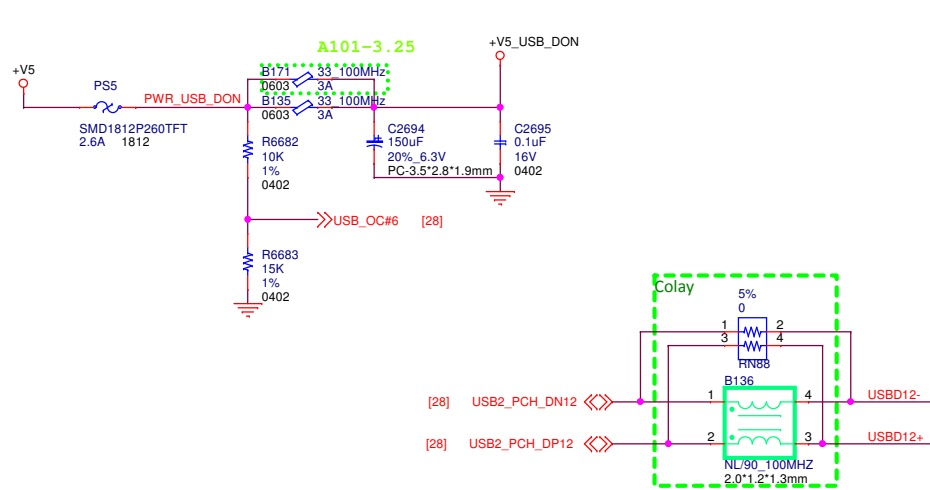 A101-3.25
+V5_USB_DON
+V5
PS5
B171 33_100MHz
0603 3A
PWR_USB_DON
B135 33_100MHz
0603 3A
SMD1812P260TFT
2.6A 1812
R6682
10K
1%
0402
C2694
150uF
20%_6.3V
PC-3.5*2.8*1.9mm
C2695
0.1uF
16V
0402
USB_OC#6 [28]
R6683
15K
1%
0402
Colay
5%
0
1 2
3 4
RN88
B136
[28] USB2_PCH_DN12 1 4 USBD12-
[28] USB2_PCH_DP12 2 3 USBD12+
NL/90_100MHZ
2.0*1.2*1.3mm